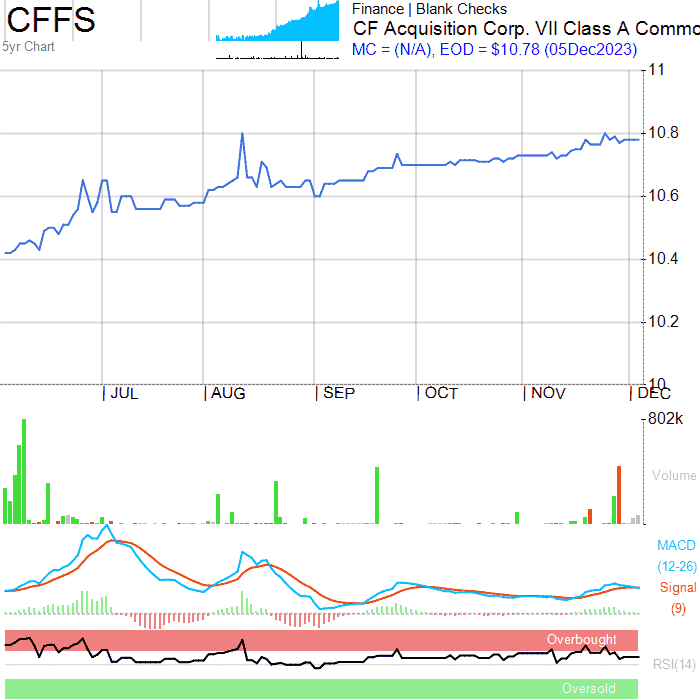 CFFS
5yr Chart
Finance | Blank Checks
CF Acquisition Corp. VII Class A Commo
MC = (N/A), EOD = $10.78 (05Dec2023)
11
10.8
10.6
10.4
10.2
10
| JUL | AUG | SEP | OCT | NOV | DEC
802k
Volume
MACD
(12-26)
Signal
(9)
Overbought
RSI(14)
Oversold